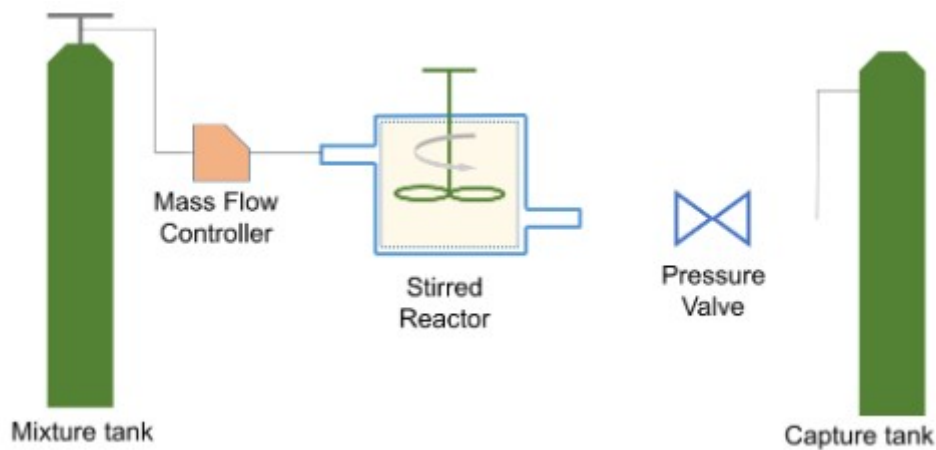 Mass Flow
Controller
Stirred
Reactor
Pressure
Valve
Mixture tank
Capture tank